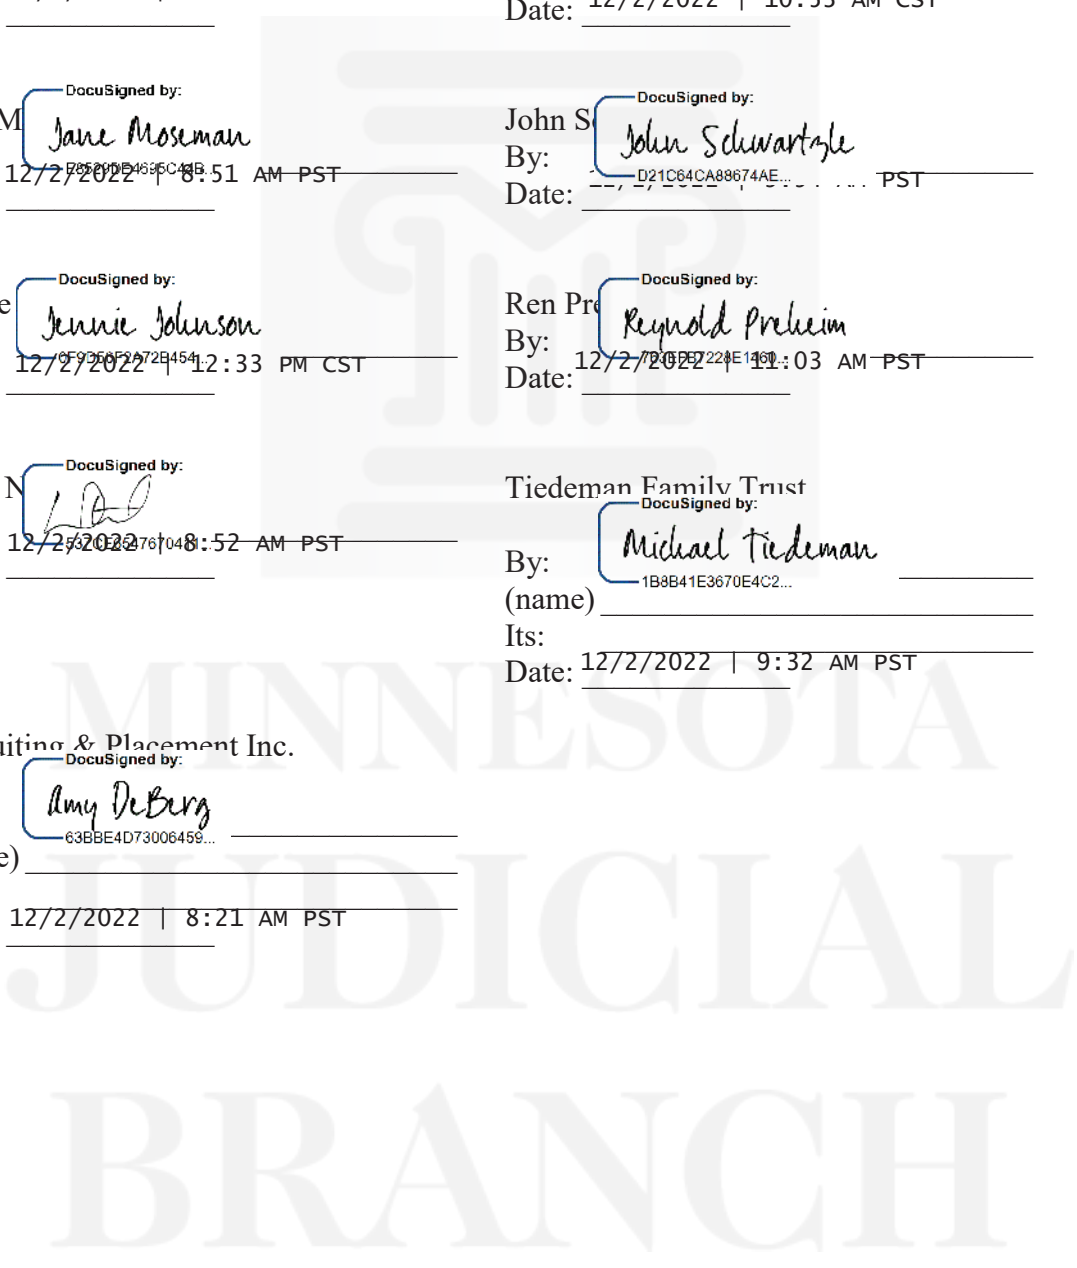 Date: 12/2/2022 | 10:53 AM CST
DocuSigned by:
Jane Moseman
12/2/2022 | 8:51 AM PST
John S
DocuSigned by:
John Schwartzle
By:
D21C64CA88674AE...
Date:
PST
DocuSigned by:
Jennie Johnson
12/2/2022 | 12:33 PM CST
Ren Pre
DocuSigned by:
Reynold Preheim
By:
Date: 12/2/2022 | 11:03 AM PST
N
DocuSigned by:
12/2/2022 | 8:52 AM PST
Tiedeman Family Trust
DocuSigned by:
Michael Tiedeman
By:
1B8B41E3670E4C2...
(name)
Its:
Date: 12/2/2022 | 9:32 AM PST
uiting & Placement Inc.
DocuSigned by:
Amy DeBerg
63BBE4D73006459...
e)
12/2/2022 | 8:21 AM PST
MINNESOTA
JUDICIAL
BRANCH